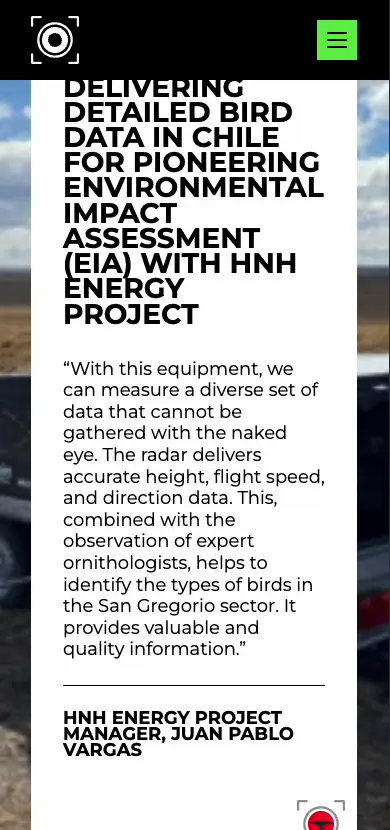 DELIVERING
DETAILED BIRD
DATA IN CHILE
FOR PIONEERING
ENVIRONMENTAL
IMPACT
ASSESSMENT
(EIA) WITH HNH
ENERGY
PROJECT
“With this equipment, we
can measure a diverse set of
data that cannot be
gathered with the naked
eye. The radar delivers
accurate height, flight speed,
and direction data. This,
combined with the
observation of expert
ornithologists, helps to
identify the types of birds in
the San Gregorio sector. It
provides valuable and
quality information.”
HNH ENERGY PROJECT
MANAGER, JUAN PABLO
VARGAS